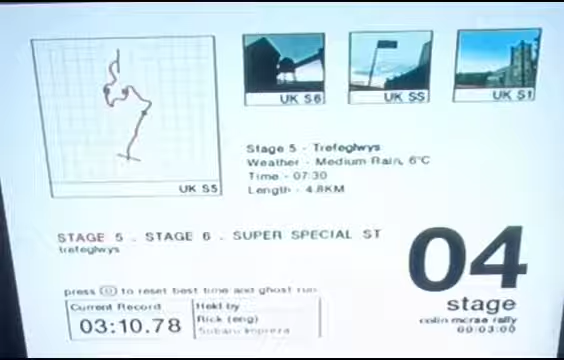 UK S6
UK SS
UK S1
Stage 5 - Trefeglwys
Weather - Medium Rain, 6°C
Time - 07:30
Length - 4.8KM
UK S5
STAGE 5 . STAGE 6 . SUPER SPECIAL ST
trefeglwys
04
stage
colin mcrae rally
00:03:00
press to reset best time and ghost run
Current Record
03:10.78
Held by
Rick (eng)
Subaru Impreza